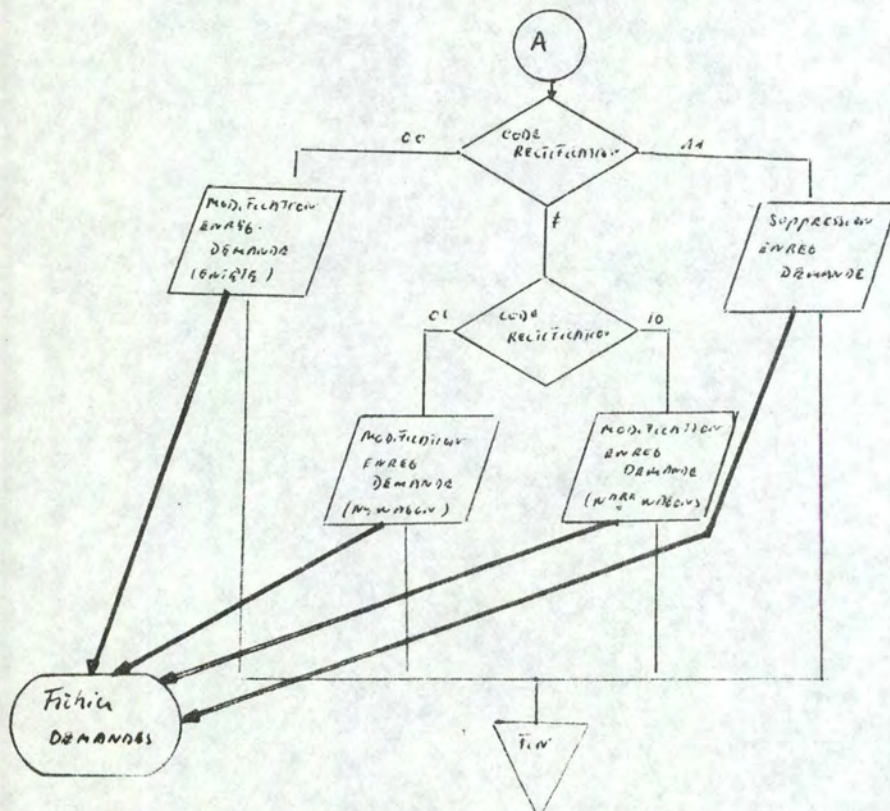 A
CODE
RECTIFICATION
00
11
MODIFICATION
ENREG.
DEMANDE
(ENTIER)
SUPPRESSION
ENREG
DEMANDE
≠
CODE
RECTIFICATION
01
10
MODIFICATION
ENREG
DEMANDE
MODIFICATION
ENREG
DEMANDE
Fichier
DEMANDES
FIN